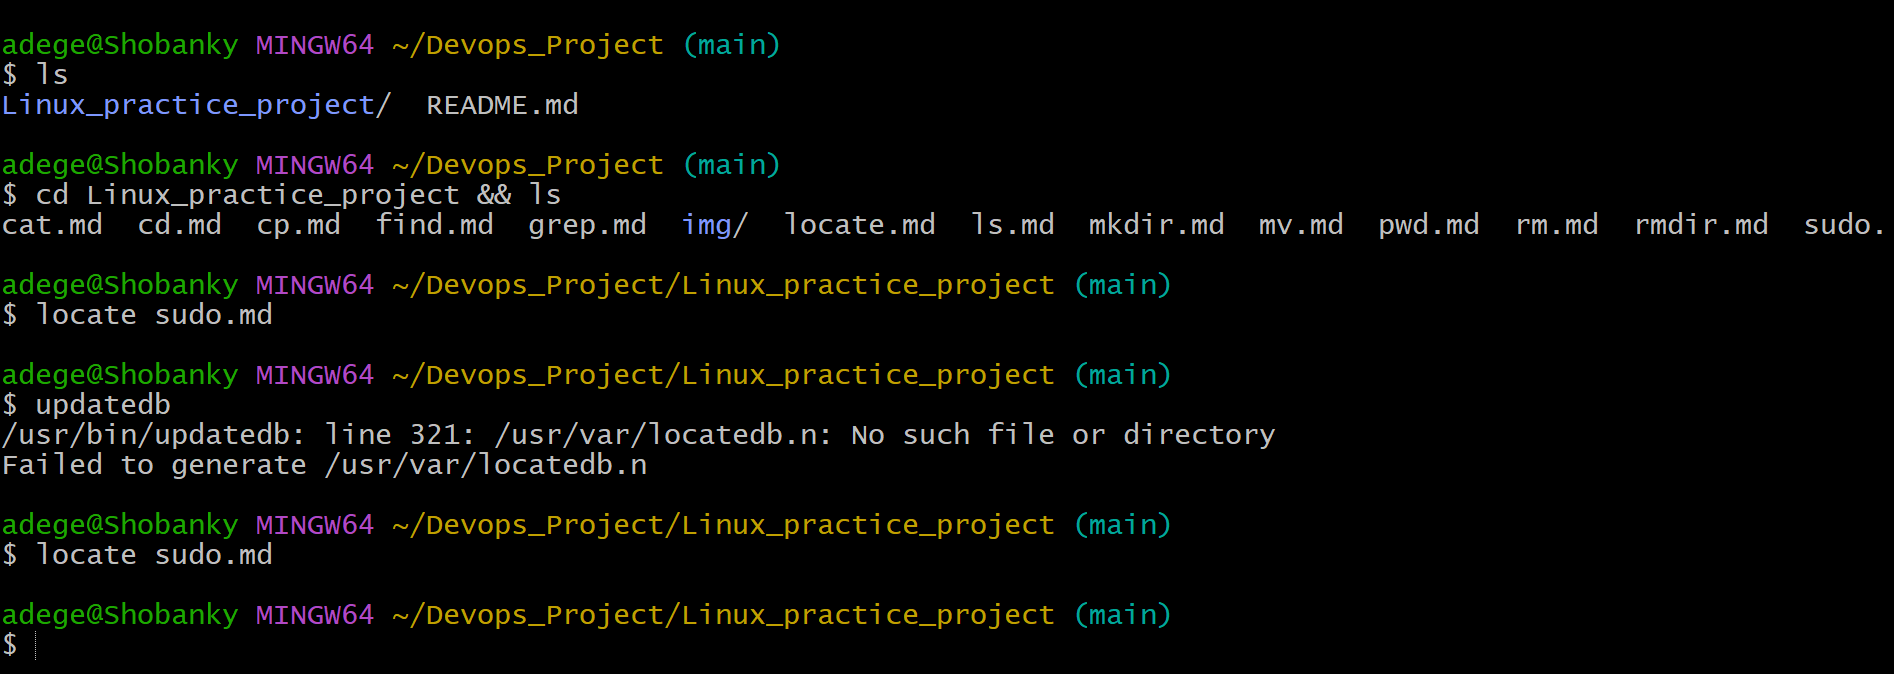 adege@Shobanky MINGW64 ~/Devops_Project (main)
$ ls
Linux_practice_project/  README.md
adege@Shobanky MINGW64 ~/Devops_Project (main)
$ cd Linux_practice_project && ls
cat.md  cd.md  cp.md  find.md  grep.md  img/  locate.md  ls.md  mkdir.md  mv.md  pwd.md  rm.md  rmdir.md  sudo.
adege@Shobanky MINGW64 ~/Devops_Project/Linux_practice_project (main)
$ locate sudo.md
adege@Shobanky MINGW64 ~/Devops_Project/Linux_practice_project (main)
$ updatedb
/usr/bin/updatedb: line 321: /usr/var/locatedb.n: No such file or directory
Failed to generate /usr/var/locatedb.n
adege@Shobanky MINGW64 ~/Devops_Project/Linux_practice_project (main)
$ locate sudo.md
adege@Shobanky MINGW64 ~/Devops_Project/Linux_practice_project (main)
$